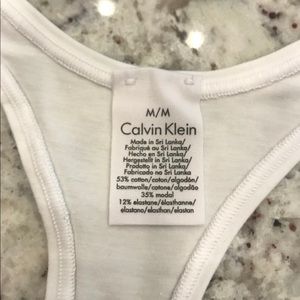 M/M
Calvin Klein
Made in Sri Lanka/
Fabriqué au Sri Lanka/
Hecho en Sri Lanka/
Hergestellt in Sri Lanka/
Prodotto in Sri Lanka/
Fabricado na Sri Lanka
53% cotton/coton/algodón/
baumwolle/cotone/algodão/
35% modal
12% elastane/élasthanne/
elastano/elasthan/elastan